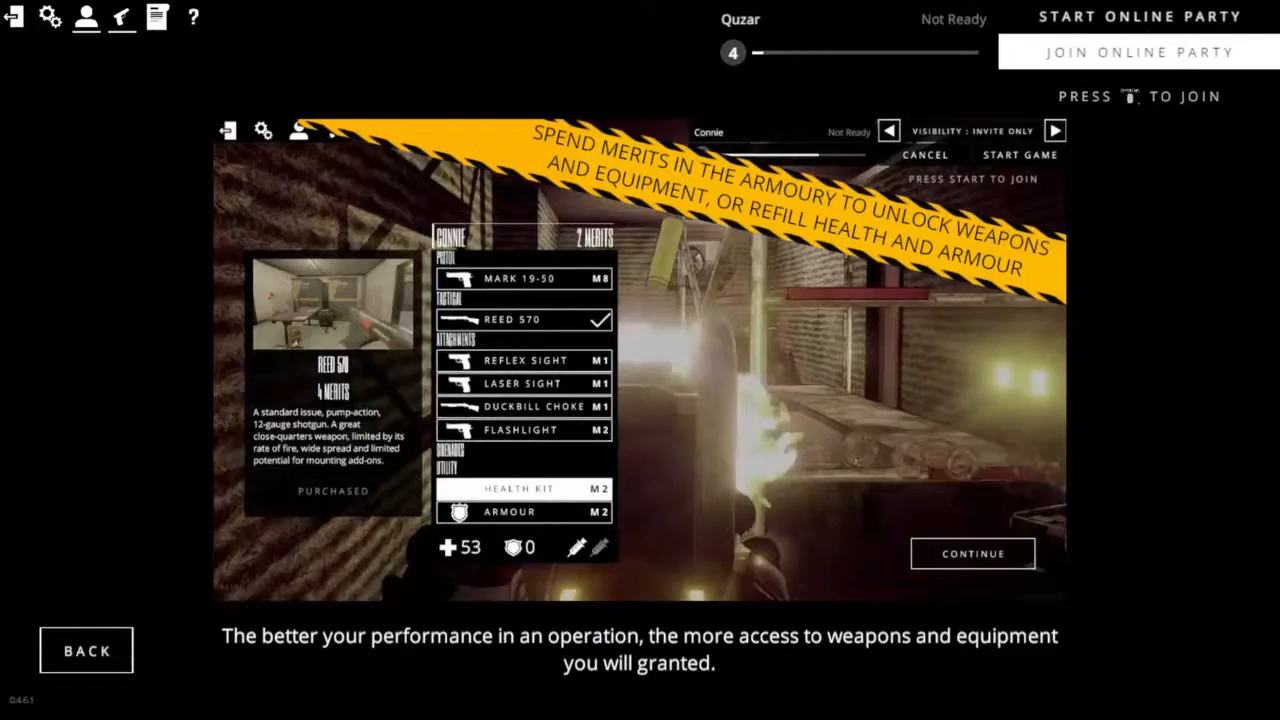 ?
Quzar
Not Ready
START ONLINE PARTY
4
JOIN ONLINE PARTY
PRESS TO JOIN
SPEND MERITS IN THE ARMOURY TO UNLOCK WEAPONS
AND EQUIPMENT, OR REFILL HEALTH AND ARMOUR
Connie
Not Ready
VISIBILITY : INVITE ONLY
CANCEL
START GAME
PRESS START TO JOIN
CONNIE
2 MERITS
PISTOL
MARK 19-50 M8
TACTICAL
REED 570
ATTACHMENTS
REFLEX SIGHT M1
LASER SIGHT M1
DUCKBILL CHOKE M1
FLASHLIGHT M2
GRENADES
UTILITY
HEALTH KIT M2
ARMOUR M2
53
0
REED 570
4 MERITS
A standard issue, pump-action,
12-gauge shotgun. A great
close-quarters weapon, limited by its
rate of fire, wide spread and limited
potential for mounting add-ons.
PURCHASED
CONTINUE
The better your performance in an operation, the more access to weapons and equipment
you will granted.
BACK
0.4.6.1